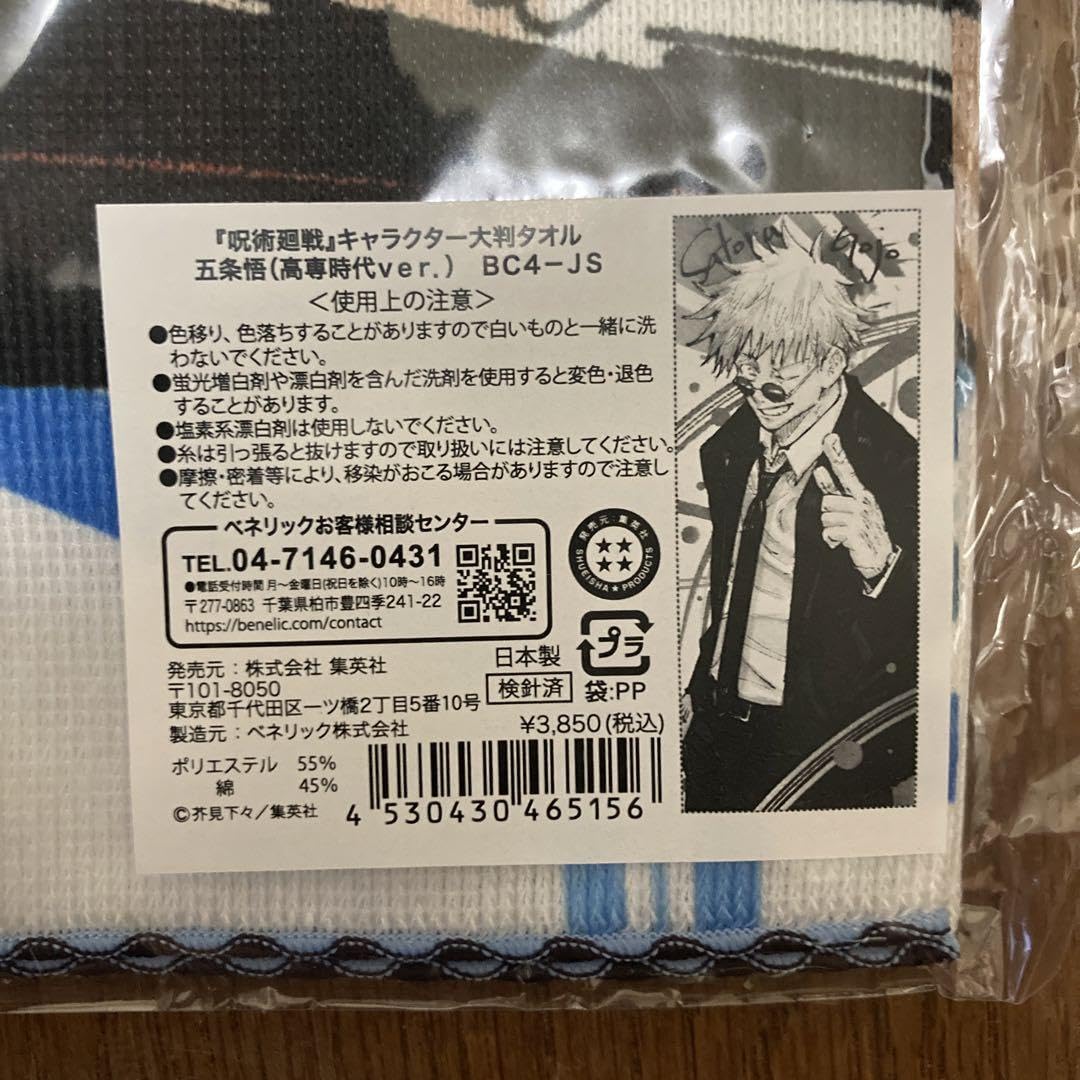 『呪術廻戦』キャラクター大判タオル
五条悟(高専時代ver.) BC4-JS
＜使用上の注意＞
●色移り、色落ちすることがありますので白いものと一緒に洗
わないでください。
●蛍光増白剤や漂白剤を含んだ洗剤を使用すると変色・退色
することがあります。
●塩素系漂白剤は使用しないでください。
●糸は引っ張ると抜けますので取り扱いには注意してください。
●摩擦・密着等により、移染がおこる場合がありますので注意し
てください。
ベネリックお客様相談センター
TEL.04-7146-0431
●電話受付時間 月～金曜日(祝日を除く)10時～16時
〒277-0863 千葉県柏市豊四季241-22
https://benelic.com/contact
発売元:集英社
SHUEISHA★PRODUCTS
発売元：株式会社 集英社
〒101-8050
東京都千代田区一ツ橋2丁目5番10号
製造元：ベネリック株式会社
日本製
検針済
プラ
袋:PP
¥3,850(税込)
ポリエステル 55%
綿 45%
©芥見下々／集英社
4 530430 465156
Satoru Gojo